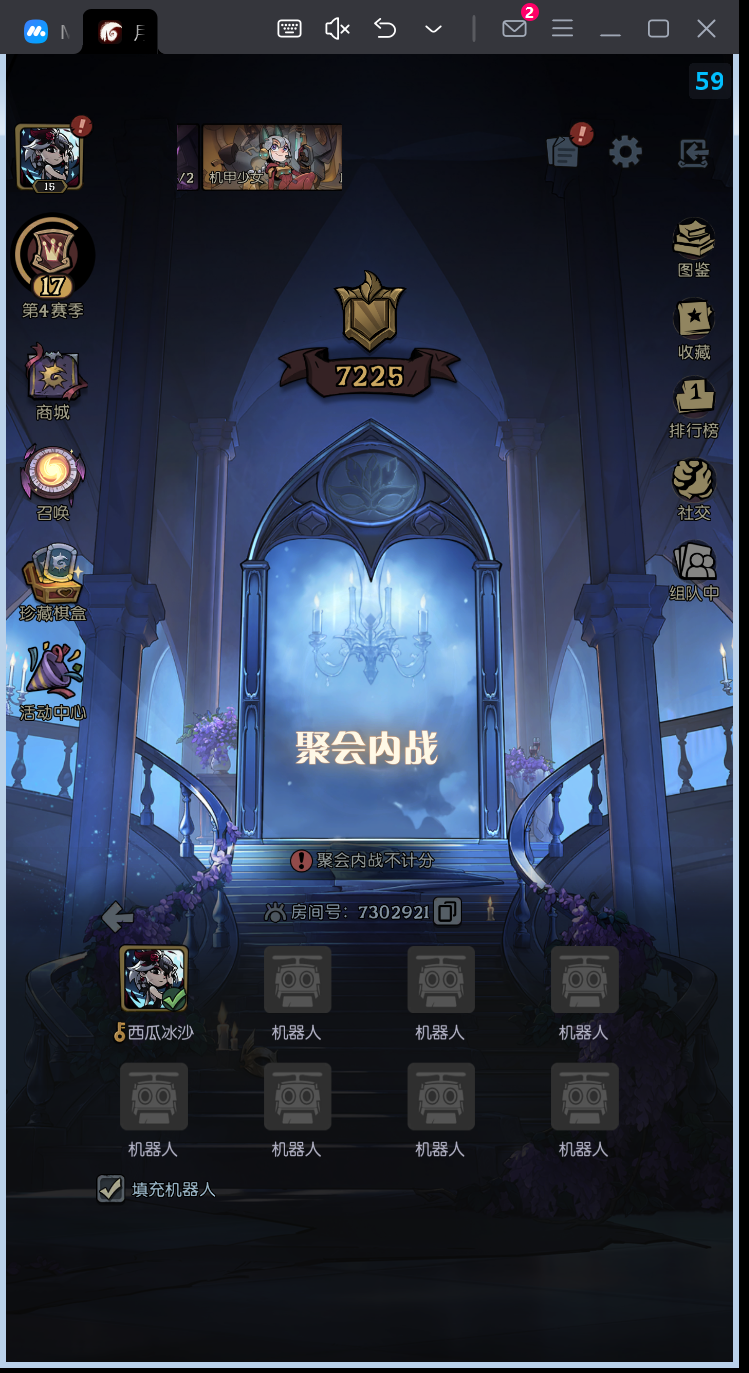 2
59
15
/2
机甲少女
17
第4赛季
图鉴
7225
收藏
商城
1
排行榜
召唤
社交
珍藏棋盒
组队中
活动中心
聚会内战
聚会内战不计分
房间号：7302921
西瓜冰沙
机器人
机器人
机器人
机器人
机器人
机器人
机器人
填充机器人